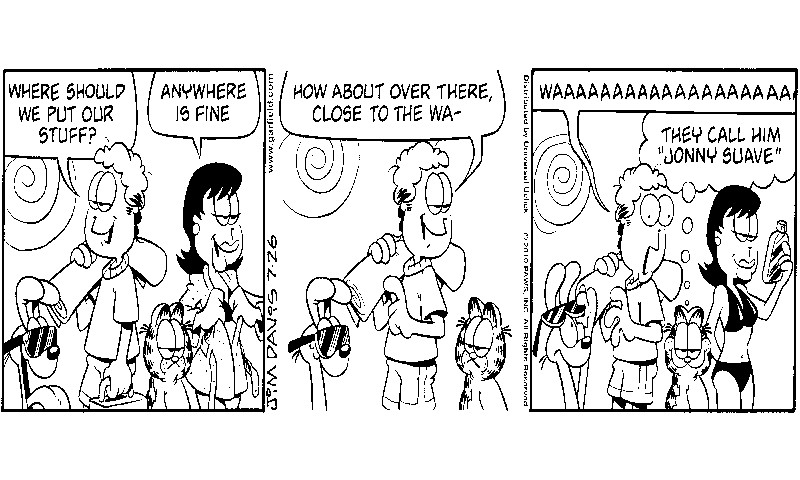 WHERE SHOULD
WE PUT OUR
STUFF?
ANYWHERE
IS FINE
www.garfield.com
JIM DAVIS 7·26
HOW ABOUT OVER THERE,
CLOSE TO THE WA-
Distributed by Universal Uclick
© 2010 PAWS, INC. All Rights Reserved
WAAAAAAAAAAAAAAAAAAAAA
THEY CALL HIM
"JONNY SUAVE"